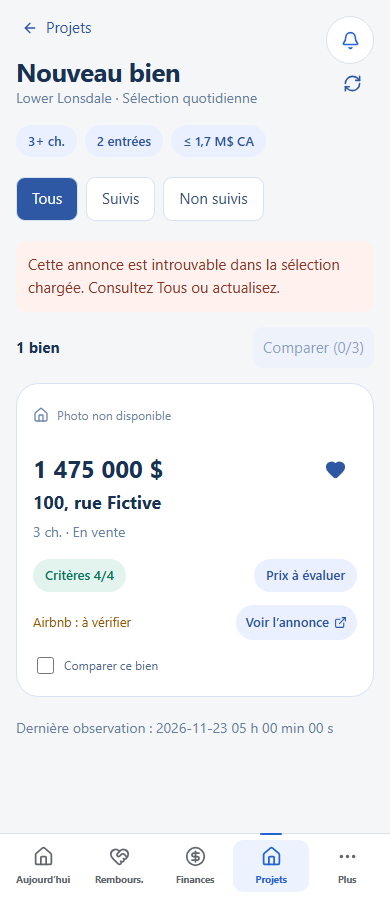 Projets
Nouveau bien
Lower Lonsdale · Sélection quotidienne
3+ ch.
2 entrées
≤ 1,7 M$ CA
Tous
Suivis
Non suivis
Cette annonce est introuvable dans la sélection
chargée. Consultez Tous ou actualisez.
1 bien
Comparer (0/3)
Photo non disponible
1 475 000 $
100, rue Fictive
3 ch. · En vente
Critères 4/4
Prix à évaluer
Airbnb : à vérifier
Voir l’annonce
Comparer ce bien
Dernière observation : 2026-11-23 05 h 00 min 00 s
Aujourd’hui
Rembours.
Finances
Projets
Plus